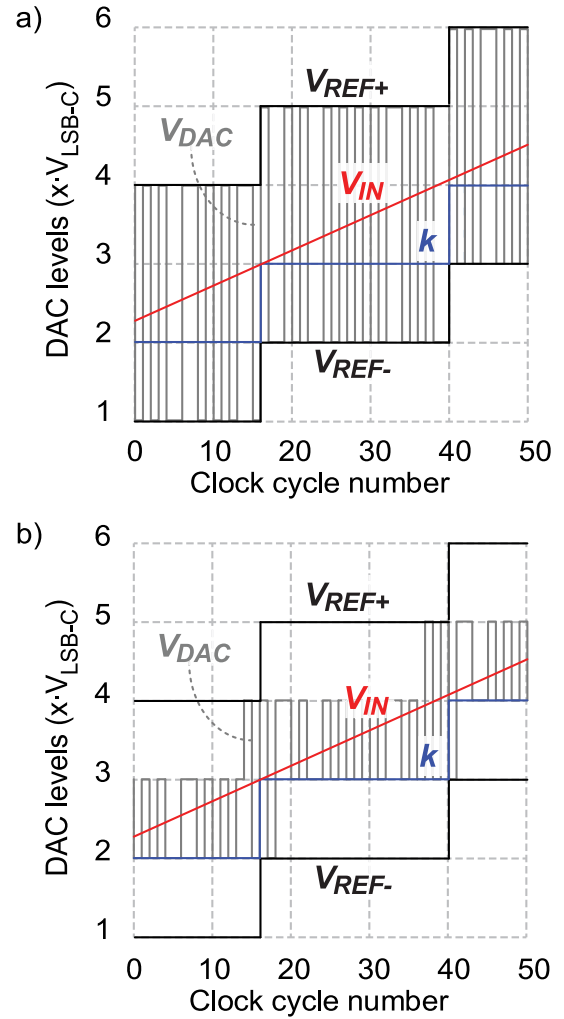 a)
DAC levels (x·V_LSB-C)
6
5
4
3
2
1
V_REF+
V_DAC
V_IN
k
V_REF-
0 10 20 30 40 50
Clock cycle number
b)
DAC levels (x·V_LSB-C)
6
5
4
3
2
1
V_REF+
V_DAC
V_IN
k
V_REF-
0 10 20 30 40 50
Clock cycle number